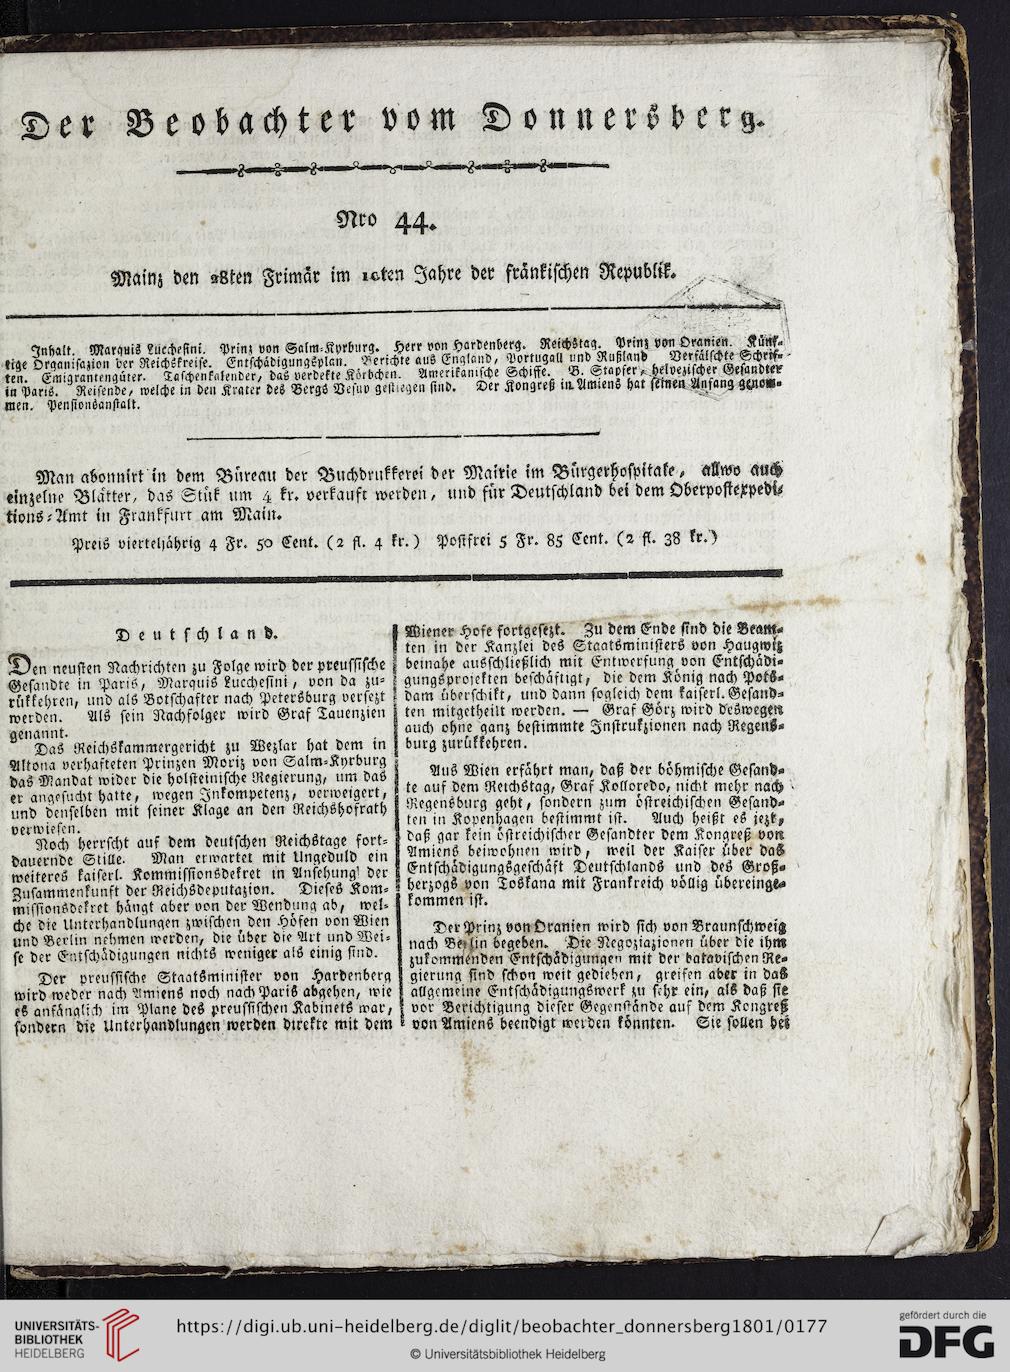 Der Beobachter vom Donnersberg.
Nro 44.
Mainz den 28ten Frimär im 10ten Jahre der fränkischen Republik.
Inhalt. Marquis Lucchesini. Prinz von Salm-Kyrburg. Herr von Hardenberg. Reichstag. Prinz von Oranien. Künf-
tige Organisazion der Reichskreise. Entschädigungsplan. Berichte aus England, Portugall und Rußland Verfälschte Schrif-
ten. Emigrantengüter. Taschenkalender, das verdekte Körbchen. Amerikanische Schiffe. B. Stapfer, helvezischer Gesandter
in Paris. Reisende, welche in den Krater des Bergs Vesuv gestiegen sind. Der Kongreß in Amiens hat seinen Anfang genom-
men. Pensionsanstalt.
Man abonnirt in dem Büreau der Buchdrukkerei der Mairie im Bürgerhospitale, allwo auch
einzelne Blätter, das Stük um 4 kr. verkauft werden, und für Deutschland bei dem Oberpostexpedi-
tions-Amt in Frankfurt am Main.
Preis vierteljährig 4 Fr. 50 Cent. (2 fl. 4 kr.) Postfrei 5 Fr. 85 Cent. (2 fl. 38 kr.)
Deutschland.
Den neusten Nachrichten zu Folge wird der preussische
Gesandte in Paris, Marquis Lucchesini, von da zu-
rükkehren, und als Botschafter nach Petersburg versezt
werden. Als sein Nachfolger wird Graf Tauenzien
genannt.
Das Reichskammergericht zu Wezlar hat dem in
Altona verhafteten Prinzen Moriz von Salm-Kyrburg
das Mandat wider die holsteinische Regierung, um das
er angesucht hatte, wegen Inkompetenz, verweigert,
und denselben mit seiner Klage an den Reichshofrath
verwiesen.
Noch herrscht auf dem deutschen Reichstage fort-
dauernde Stille. Man erwartet mit Ungeduld ein
weiteres kaiserl. Kommissionsdekret in Ansehung der
Zusammenkunft der Reichsdeputazion. Dieses Kom-
missionsdekret hängt aber von der Wendung ab, wel-
che die Unterhandlungen zwischen den Höfen von Wien
und Berlin nehmen werden, die über die Art und Wei-
se der Entschädigungen nichts weniger als einig sind.
Der preussische Staatsminister von Hardenberg
wird weder nach Amiens noch nach Paris abgehen, wie
es anfänglich im Plane des preussischen Kabinets war,
sondern die Unterhandlungen werden direkte mit dem
Wiener Hofe fortgesezt. Zu dem Ende sind die Beam-
ten in der Kanzlei des Staatsministers von Haugwiz
beinahe ausschließlich mit Entwerfung von Entschädi-
gungsprojekten beschäftigt, die dem König nach Pots-
dam überschikt, und dann sogleich dem kaiserl. Gesand-
ten mitgetheilt werden. — Graf Görz wird deswegen
auch ohne ganz bestimmte Instrukzionen nach Regens-
burg zurükkehren.
Aus Wien erfährt man, daß der böhmische Gesand-
te auf dem Reichstag, Graf Kolloredo, nicht mehr nach
Regensburg geht, sondern zum östreichischen Gesand-
ten in Kopenhagen bestimmt ist. Auch heißt es jezt,
daß gar kein östreichischer Gesandter dem Kongreß von
Amiens beiwohnen wird, weil der Kaiser über das
Entschädigungsgeschäft Deutschlands und des Groß-
herzogs von Toskana mit Frankreich völlig übereinge-
kommen ist.
Der Prinz von Oranien wird sich von Braunschweig
nach Berlin begeben. Die Negoziazionen über die ihm
zukommenden Entschädigungen mit der batavischen Re-
gierung sind schon weit gediehen, greifen aber in das
allgemeine Entschädigungswerk zu sehr ein, als daß sie
vor Berichtigung dieser Gegenstände auf dem Kongreß
von Amiens beendigt werden könnten. Sie sollen bei
UNIVERSITÄTS-
BIBLIOTHEK
HEIDELBERG
https://digi.ub.uni-heidelberg.de/diglit/beobachter_donnersberg1801/0177
© Universitätsbibliothek Heidelberg
gefördert durch die
DFG